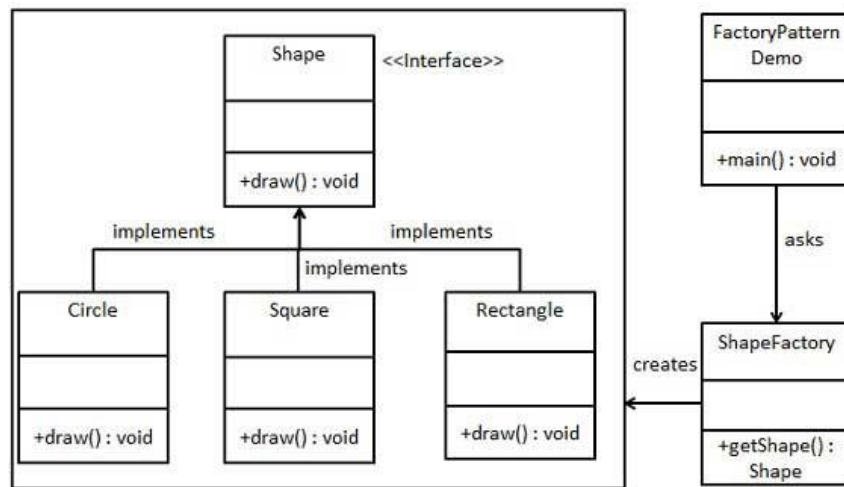 Shape
<<Interface>>
+draw() : void
implements
implements
implements
Circle
+draw() : void
Square
+draw() : void
Rectangle
+draw() : void
FactoryPattern
Demo
+main() : void
asks
ShapeFactory
+getShape() :
Shape
creates